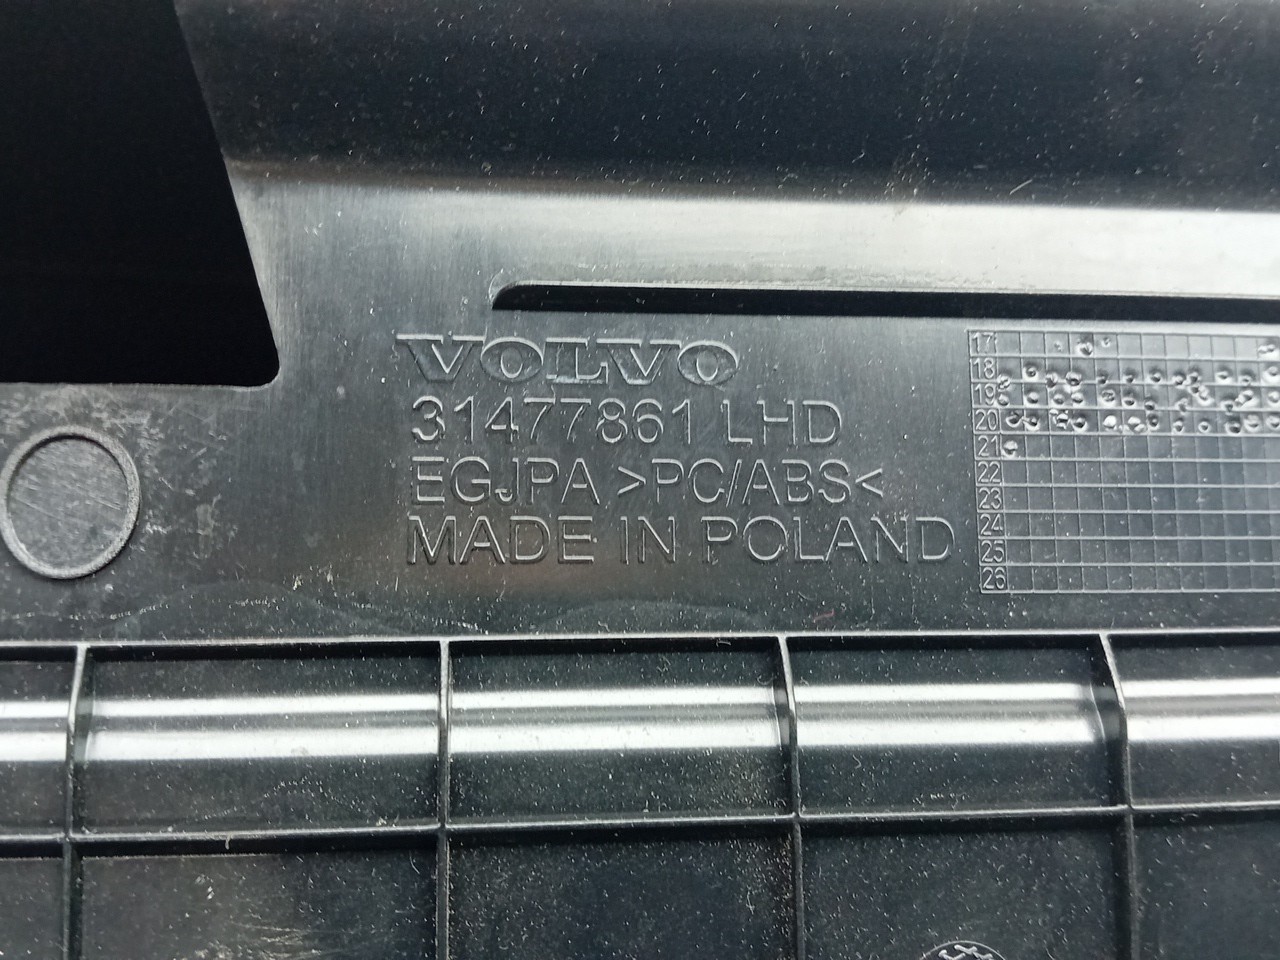 VOLVO
31477861 LHD
EGJPA >PC/ABS<
MADE IN POLAND
17
18
19
20
21
22
23
24
25
26